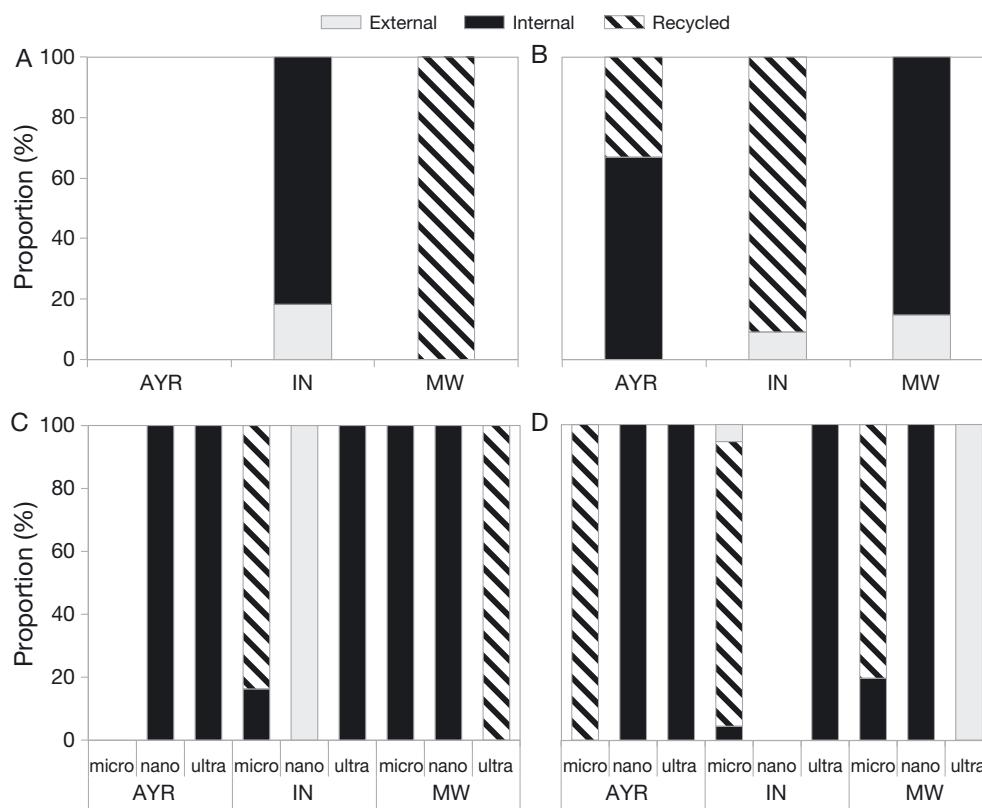 External Internal Recycled
A B
100
80
60
40
20
0
Proportion (%)
AYR IN MW AYR IN MW
C D
100
80
60
40
20
0
Proportion (%)
micro nano ultra micro nano ultra micro nano ultra micro nano ultra micro nano ultra micro nano ultra
AYR IN MW AYR IN MW